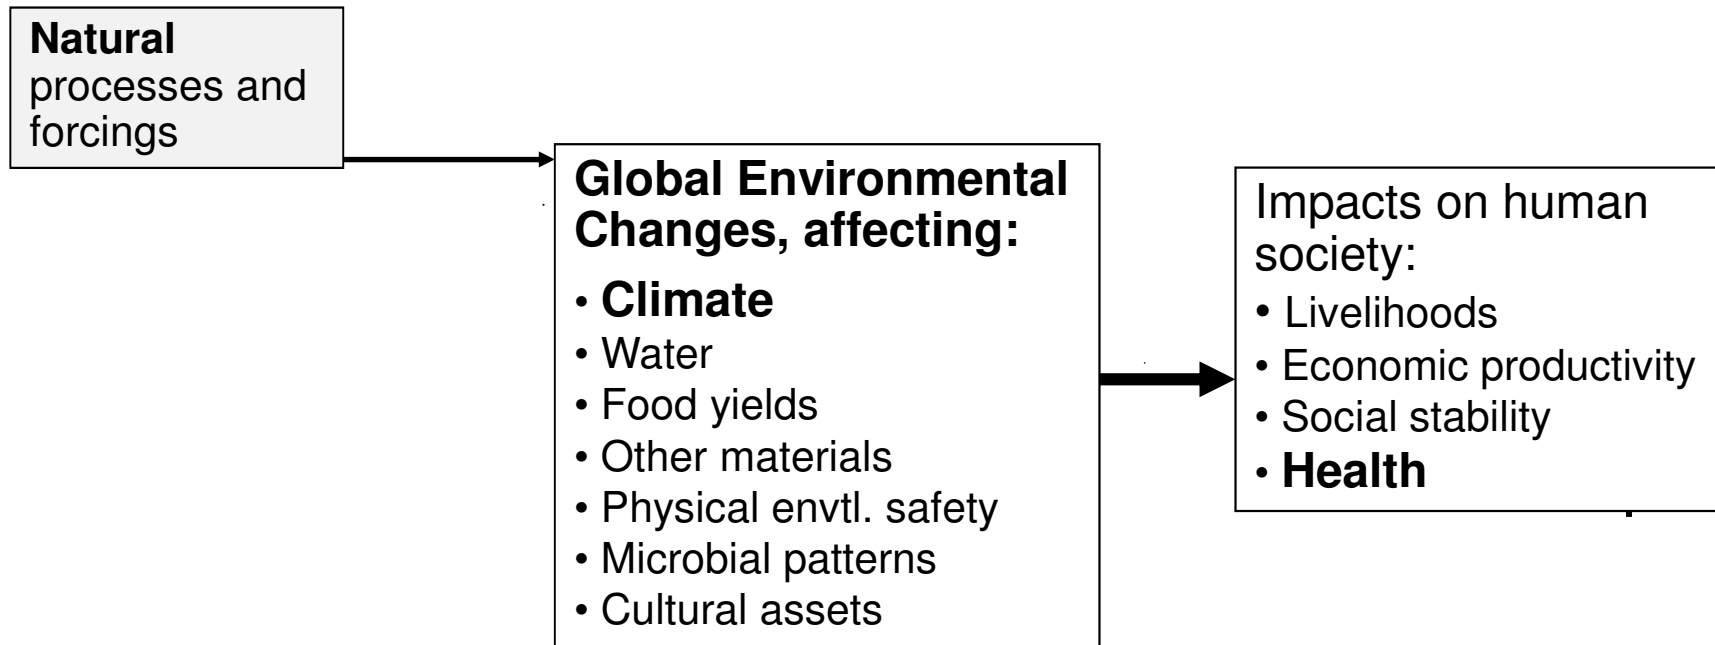 Natural
processes and
forcings
Global Environmental
Changes, affecting:
• Climate
• Water
• Food yields
• Other materials
• Physical envtl. safety
• Microbial patterns
• Cultural assets
Impacts on human
society:
• Livelihoods
• Economic productivity
• Social stability
• Health